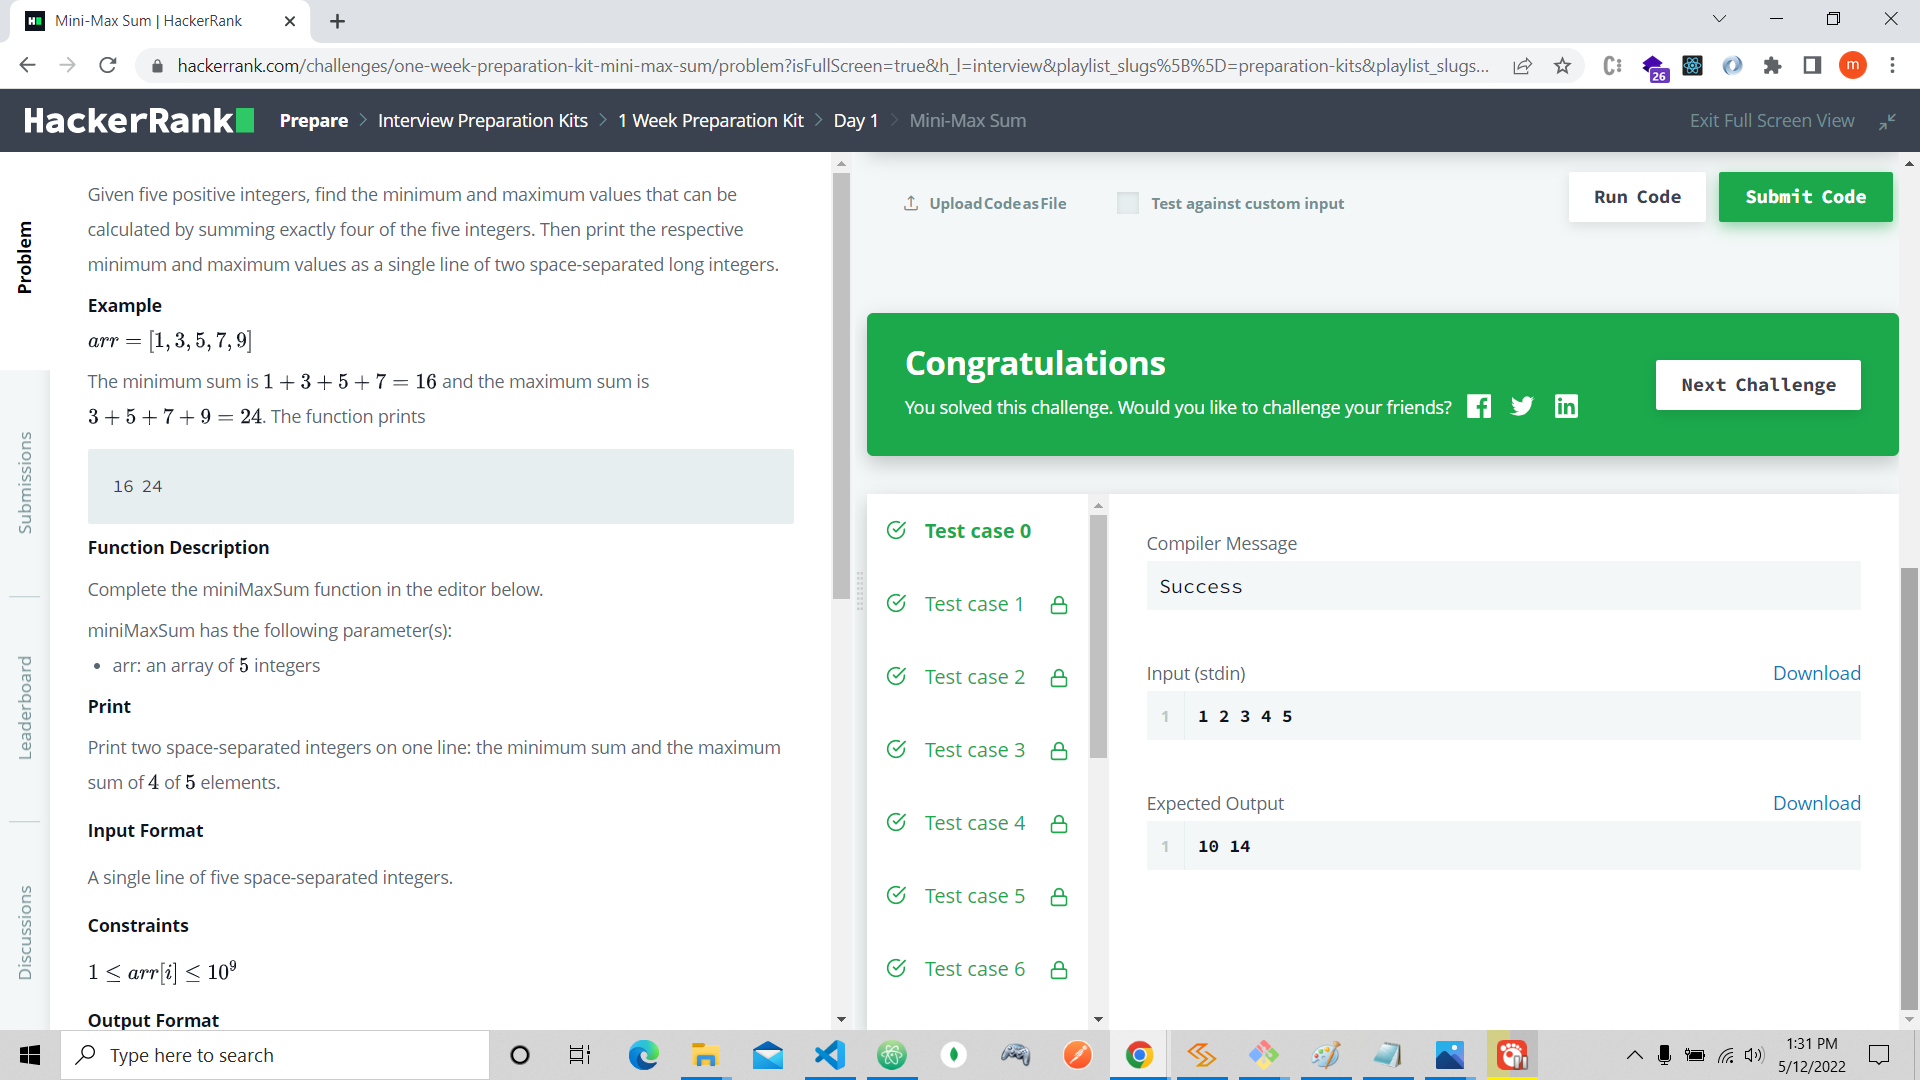 Mini-Max Sum | HackerRank
hackerrank.com/challenges/one-week-preparation-kit-mini-max-sum/problem?isFullScreen=true&h_l=interview&playlist_slugs%5B%5D=preparation-kits&playlist_slugs...
26
m
HackerRank
Prepare > Interview Preparation Kits > 1 Week Preparation Kit > Day 1 > Mini-Max Sum
Exit Full Screen View
Problem
Submissions
Leaderboard
Discussions
Given five positive integers, find the minimum and maximum values that can be
calculated by summing exactly four of the five integers. Then print the respective
minimum and maximum values as a single line of two space-separated long integers.
Example
arr = [1, 3, 5, 7, 9]
The minimum sum is 1 + 3 + 5 + 7 = 16 and the maximum sum is
3 + 5 + 7 + 9 = 24. The function prints
16 24
Function Description
Complete the miniMaxSum function in the editor below.
miniMaxSum has the following parameter(s):
• arr: an array of 5 integers
Print
Print two space-separated integers on one line: the minimum sum and the maximum
sum of 4 of 5 elements.
Input Format
A single line of five space-separated integers.
Constraints
1 ≤ arr[i] ≤ 10⁹
Output Format
Upload Code as File
Test against custom input
Run Code
Submit Code
Congratulations
You solved this challenge. Would you like to challenge your friends?
Next Challenge
Test case 0
Test case 1
Test case 2
Test case 3
Test case 4
Test case 5
Test case 6
Compiler Message
Success
Input (stdin)
Download
1 1 2 3 4 5
Expected Output
Download
1 10 14
Type here to search
1:31 PM
5/12/2022